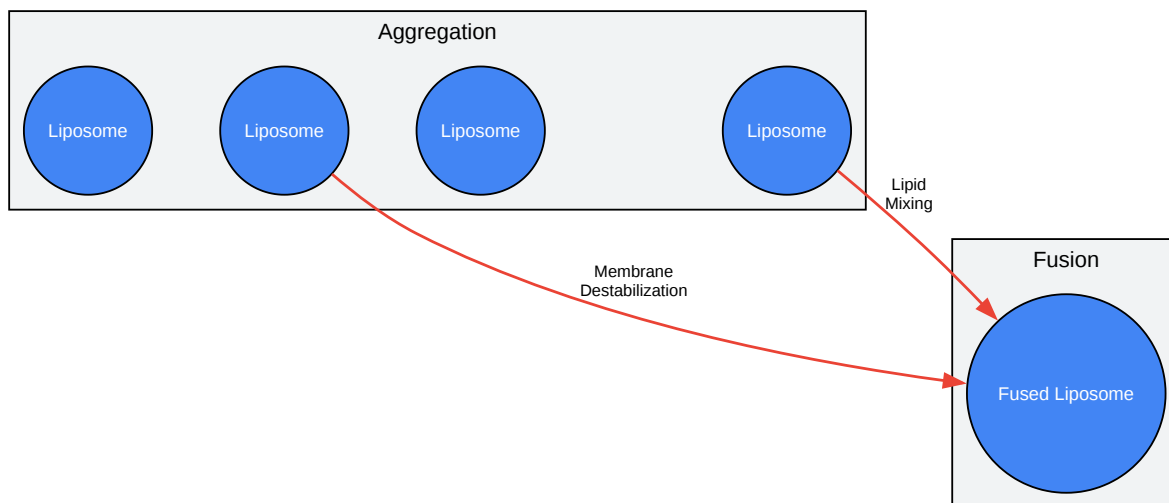 Aggregation
Liposome
Liposome
Liposome
Liposome
Lipid
Mixing
Membrane
Destabilization
Fusion
Fused Liposome